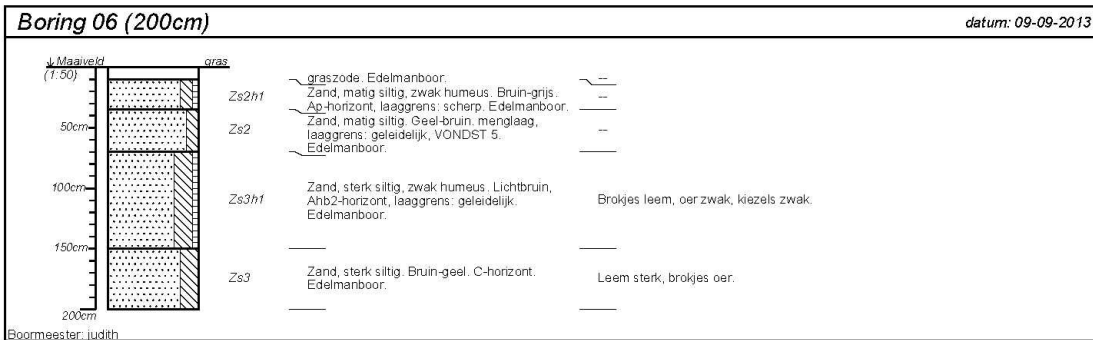 Boring 06 (200cm)
datum: 09-09-2013
↓ Maaiveld
gras
(1:50)
graszode. Edelmanboor.
--
Zs2h1
Zand, matig siltig, zwak humeus. Bruin-grijs.
Ap-horizont, laaggrens: scherp. Edelmanboor.
--
50cm
Zs2
Zand, matig siltig. Geel-bruin. menglaag,
laaggrens: geleidelijk, VONDST 5.
Edelmanboor.
--
100cm
Zs3h1
Zand, sterk siltig, zwak humeus. Lichtbruin,
Ahb2-horizont, laaggrens: geleidelijk.
Edelmanboor.
Brokjes leem, oer zwak, kiezels zwak.
150cm
Zs3
Zand, sterk siltig. Bruin-geel. C-horizont.
Edelmanboor.
Leem sterk, brokjes oer.
200cm
Boormeester: judith